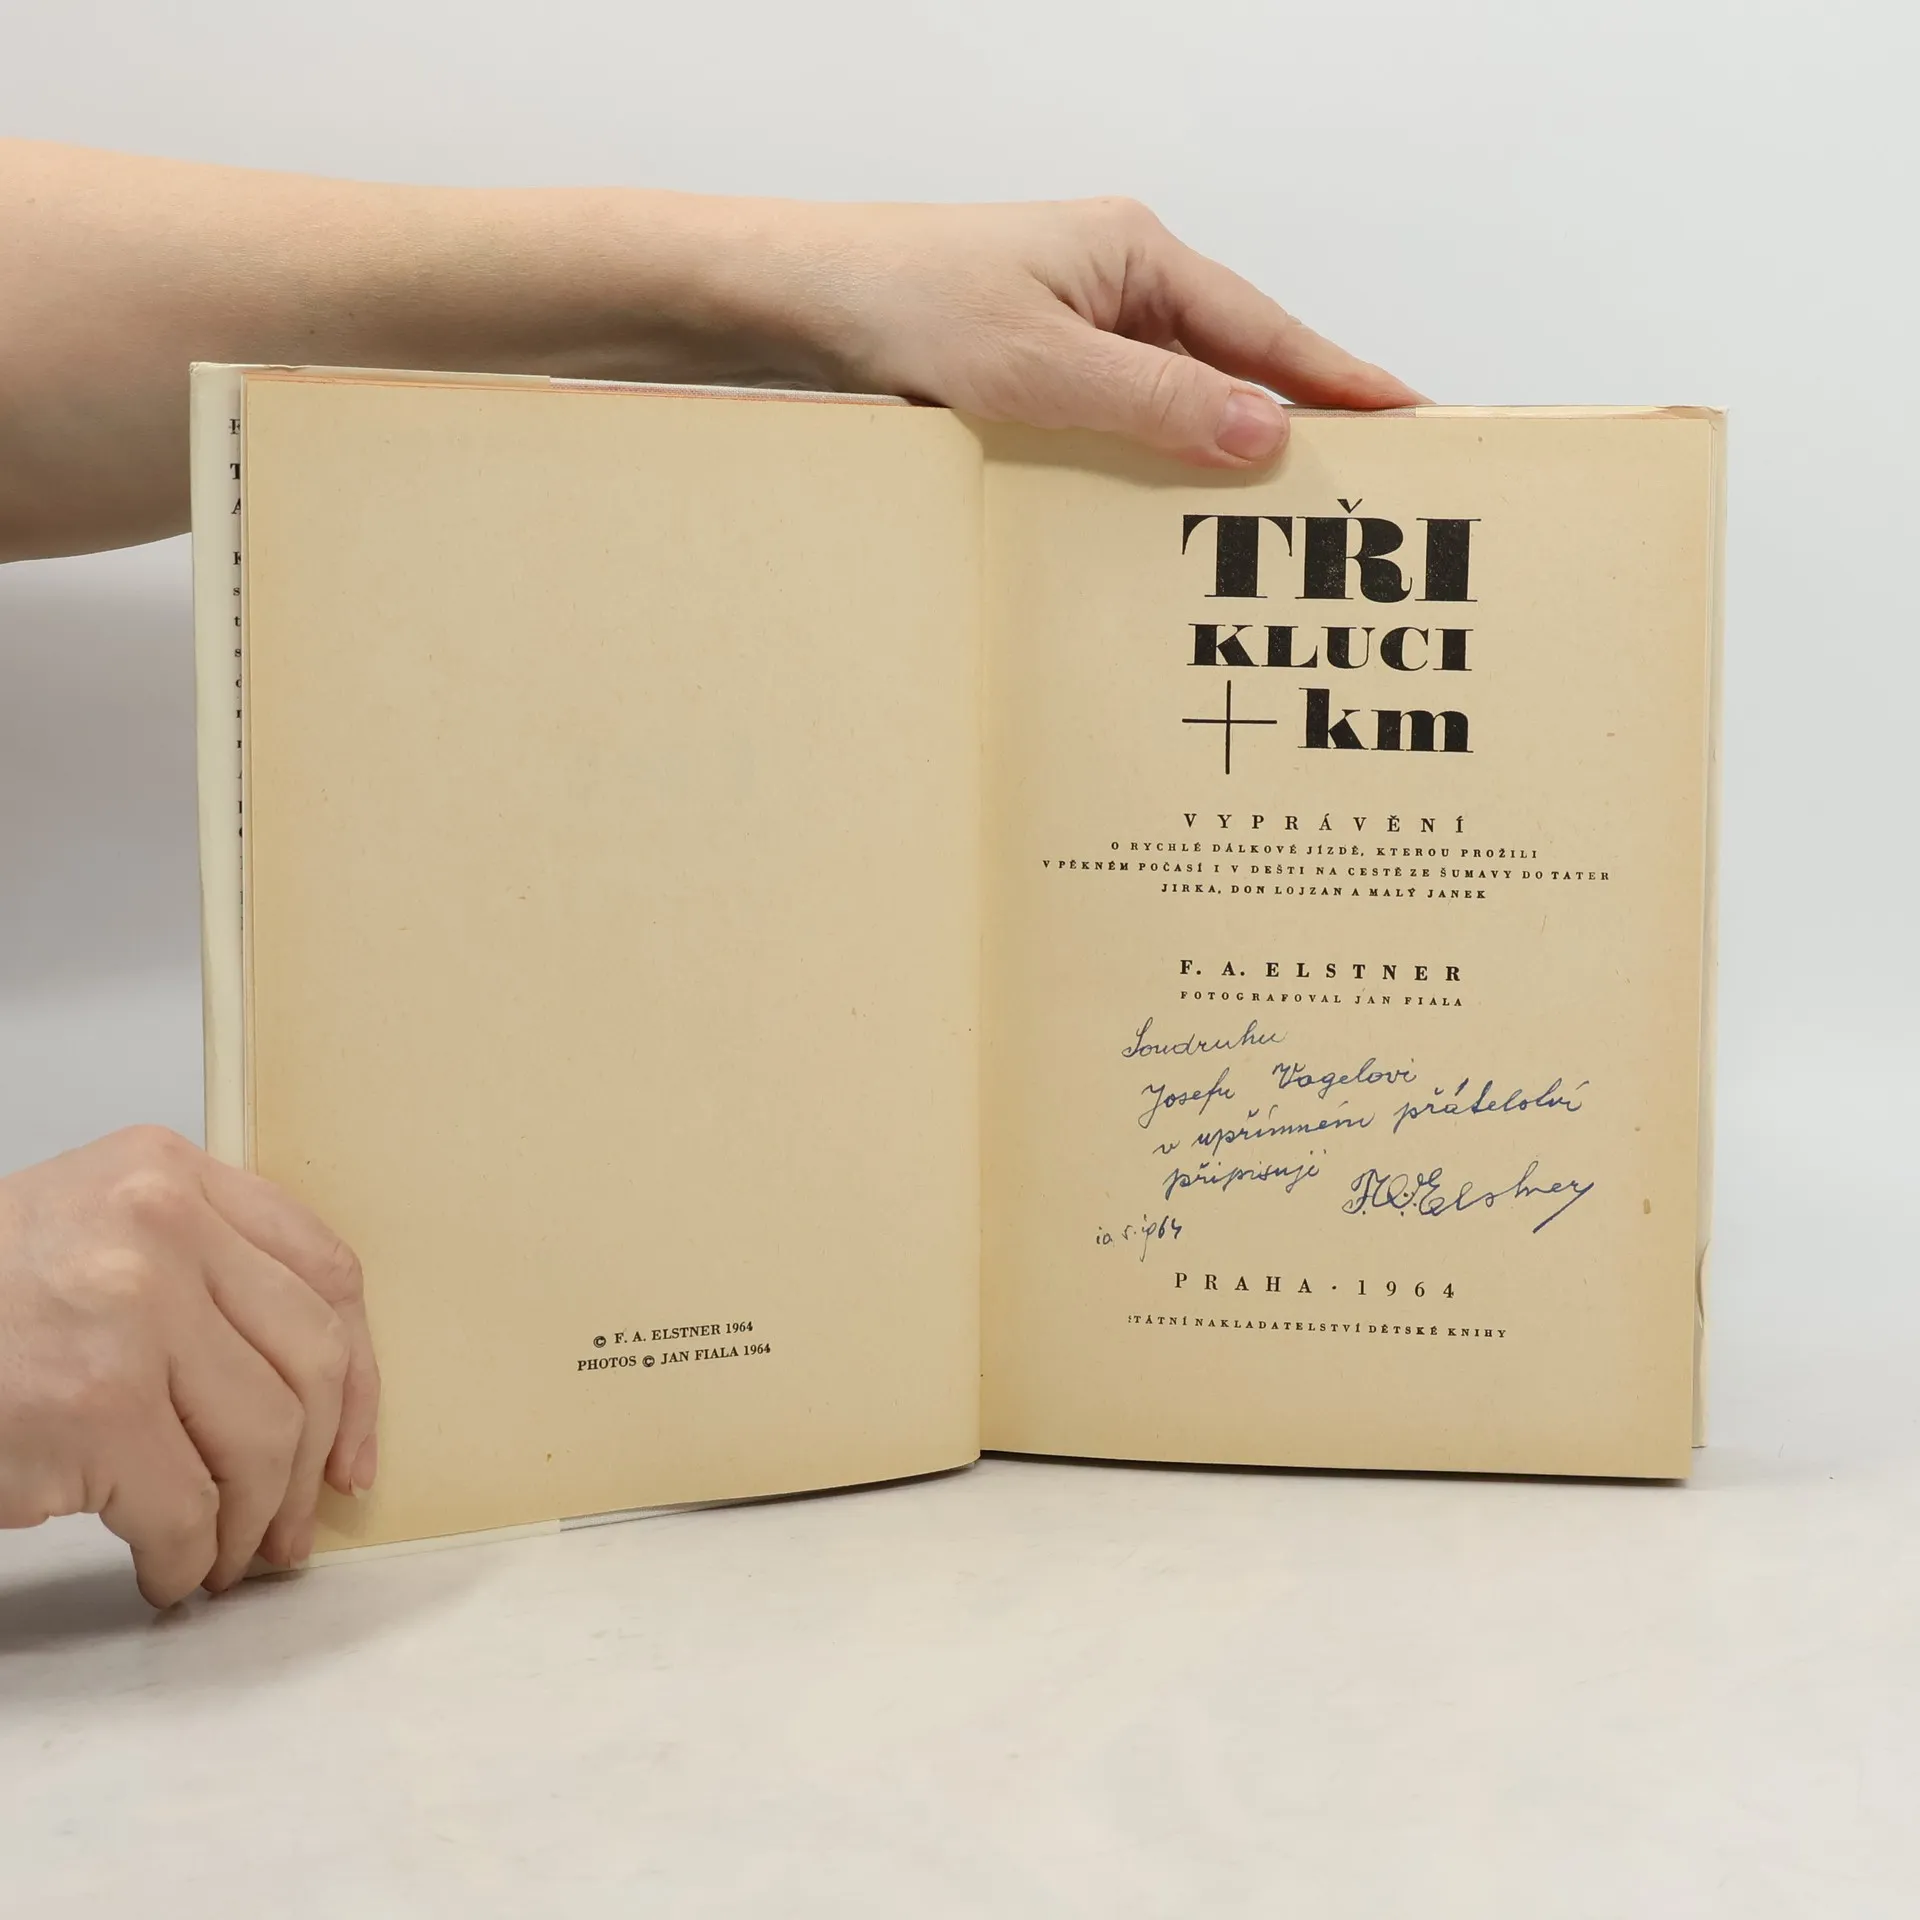 © F. A. ELSTNER 1964
PHOTOS © JAN FIALA 1964
TŘI
KLUCI
+ km
VYPRÁVĚNÍ
O RYCHLÉ DÁLKOVÉ JÍZDĚ, KTEROU PROŽILI
V PĚKNÉM POČASÍ I V DEŠTI NA CESTĚ ZE ŠUMAVY DO TATER
JIRKA, DON LOJZAN A MALÝ JANEK
F. A. ELSTNER
FOTOGRAFOVAL JAN FIALA
Soudruhu
Josefu Vogelovi
v upřímném přátelství
připisuji F.A.Elstner
10. 5. 1964
PRAHA · 1964
STÁTNÍ NAKLADATELSTVÍ DĚTSKÉ KNIHY